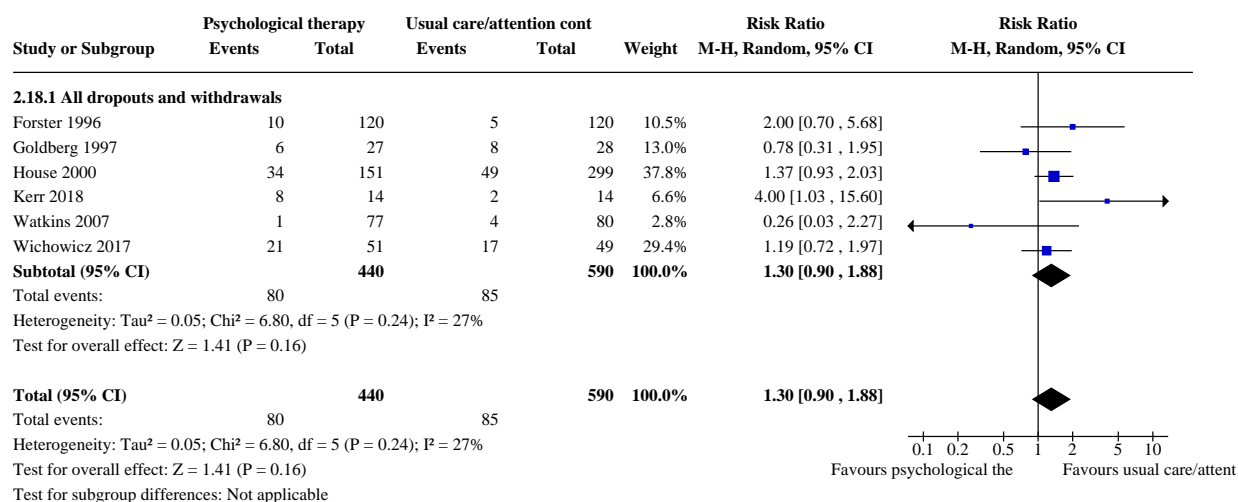 Psychological therapy Usual care/attention cont Risk Ratio Risk Ratio
Study or Subgroup Events Total Events Total Weight M-H, Random, 95% CI M-H, Random, 95% CI
2.18.1 All dropouts and withdrawals
Forster 1996 10 120 5 120 10.5% 2.00 [0.70 , 5.68]
Goldberg 1997 6 27 8 28 13.0% 0.78 [0.31 , 1.95]
House 2000 34 151 49 299 37.8% 1.37 [0.93 , 2.03]
Kerr 2018 8 14 2 14 6.6% 4.00 [1.03 , 15.60]
Watkins 2007 1 77 4 80 2.8% 0.26 [0.03 , 2.27]
Wichowicz 2017 21 51 17 49 29.4% 1.19 [0.72 , 1.97]
Subtotal (95% CI) 440 590 100.0% 1.30 [0.90 , 1.88]
Total events: 80 85
Heterogeneity: Tau² = 0.05; Chi² = 6.80, df = 5 (P = 0.24); I² = 27%
Test for overall effect: Z = 1.41 (P = 0.16)
Total (95% CI) 440 590 100.0% 1.30 [0.90 , 1.88]
Total events: 80 85
Heterogeneity: Tau² = 0.05; Chi² = 6.80, df = 5 (P = 0.24); I² = 27%
0.1 0.2 0.5 1 2 5 10
Test for overall effect: Z = 1.41 (P = 0.16)
Favours psychological the Favours usual care/attent
Test for subgroup differences: Not applicable